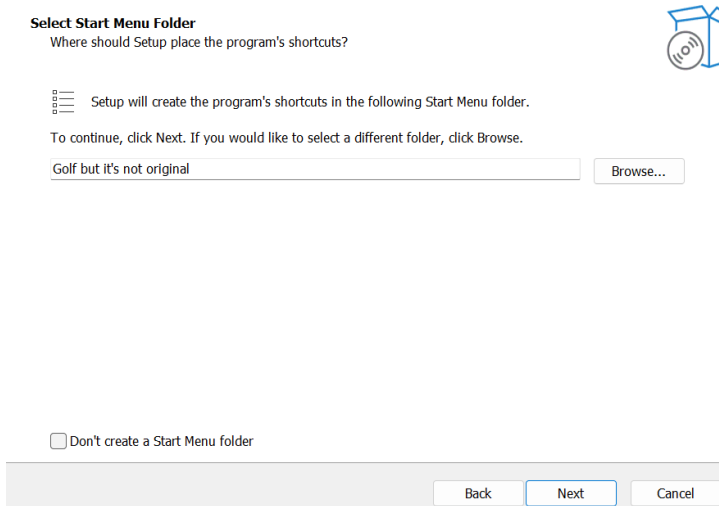 Select Start Menu Folder
Where should Setup place the program's shortcuts?
Setup will create the program's shortcuts in the following Start Menu folder.
To continue, click Next. If you would like to select a different folder, click Browse.
Golf but it's not original
Browse...
Don't create a Start Menu folder
Back
Next
Cancel